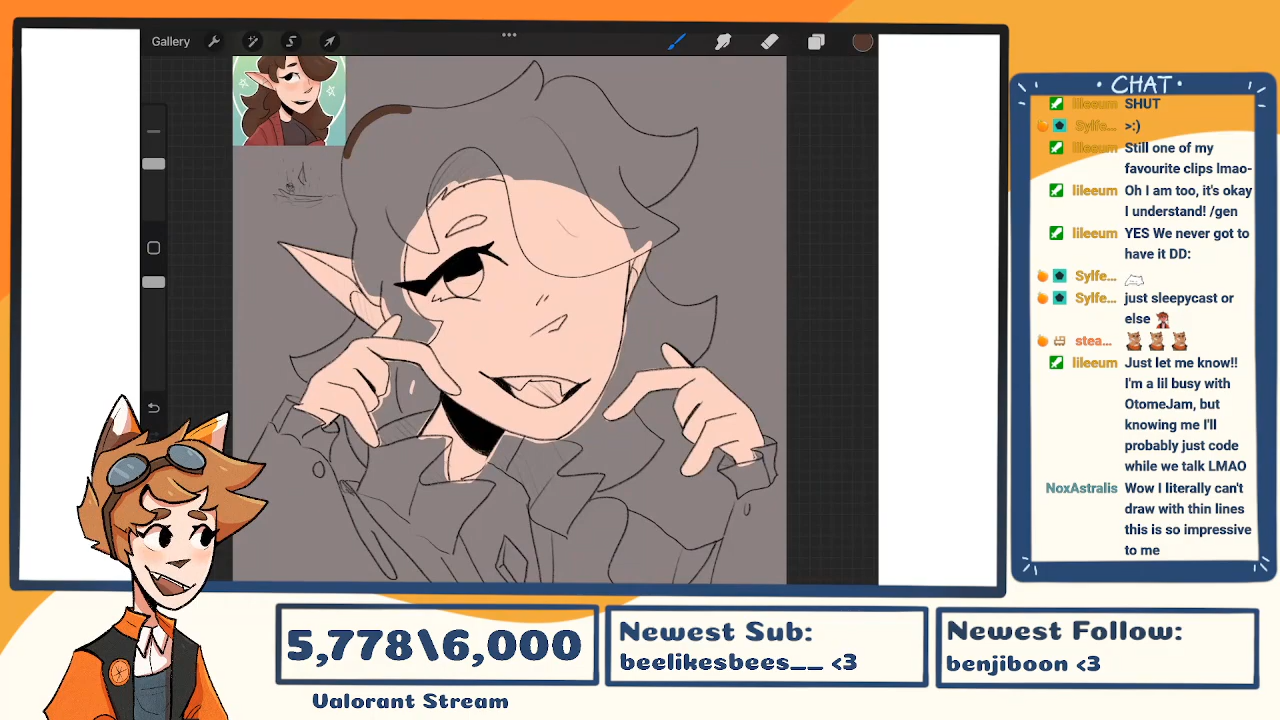 Gallery
• CHAT •
lileeum SHUT
Sylfe... >:)
lileeum Still one of my
favourite clips lmao-
lileeum Oh I am too, it's okay
I understand! /gen
lileeum YES We never got to
have it DD:
Sylfe...
Sylfe... just sleepycast or
else
stea...
lileeum Just let me know!!
I'm a lil busy with
OtomeJam, but
knowing me I'll
probably just code
while we talk LMAO
NoxAstralis Wow I literally can't
draw with thin lines
this is so impressive
to me
5,778\6,000
Valorant Stream
Newest Sub:
beelikesbees__ <3
Newest Follow:
benjiboon <3